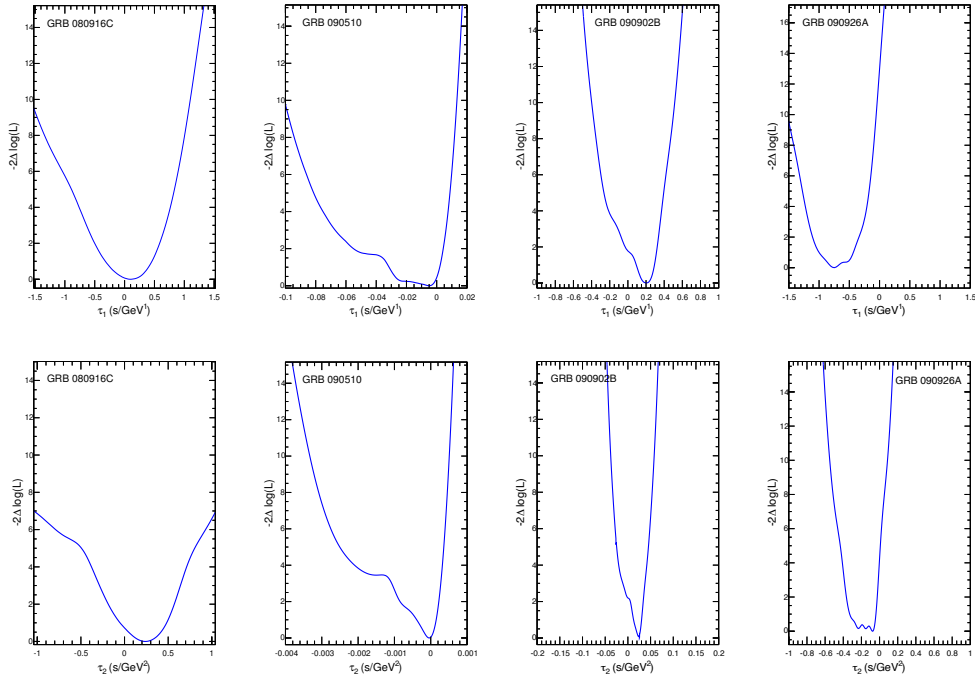 GRB 080916C
-2Δ log(L)
14
12
10
8
6
4
2
0
-1.5 -1 -0.5 0 0.5 1 1.5
τ₁ (s/GeV¹)
GRB 090510
-2Δ log(L)
14
12
10
8
6
4
2
0
-0.1 -0.080 -0.060 -0.040 -0.020 0 0.02
τ₁ (s/GeV¹)
GRB 090902B
-2Δ log(L)
14
12
10
8
6
4
2
0
-1 -0.8 -0.6 -0.4 -0.2 0 0.2 0.4 0.6 0.8 1
τ₁ (s/GeV¹)
GRB 090926A
-2Δ log(L)
16
14
12
10
8
6
4
2
0
-1.5 -1 -0.5 0 0.5 1 1.5
τ₁ (s/GeV¹)
GRB 080916C
-2Δ log(L)
14
12
10
8
6
4
2
0
-1 -0.5 0 0.5 1
τ₂ (s/GeV²)
GRB 090510
-2Δ log(L)
14
12
10
8
6
4
2
0
-0.004 -0.003 -0.002 -0.001 0 0.001
τ₂ (s/GeV²)
GRB 090902B
-2Δ log(L)
14
12
10
8
6
4
2
0
-0.2 -0.15 -0.1 -0.05 0 0.05 0.1 0.15 0.2
τ₂ (s/GeV²)
GRB 090926A
-2Δ log(L)
14
12
10
8
6
4
2
0
-1 -0.8 -0.6 -0.4 -0.2 0 0.2 0.4 0.6 0.8 1
τ₂ (s/GeV²)